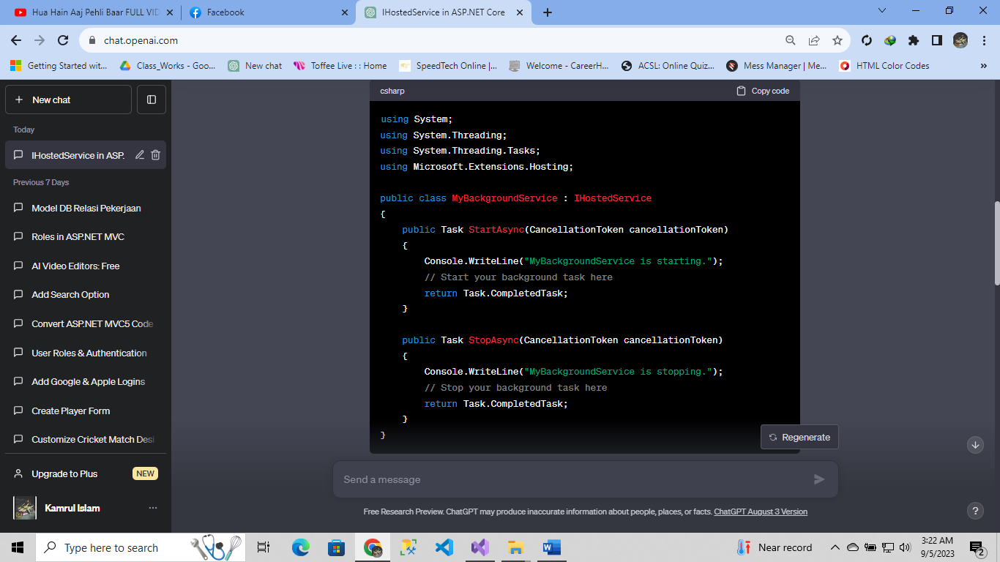 Hua Hain Aaj Pehli Baar FULL VID
Facebook
IHostedService in ASP.NET Core
chat.openai.com
Getting Started wit...
Class_Works - Goo...
New chat
Toffee Live : : Home
SpeedTech Online |...
Welcome - CareerH...
ACSL: Online Quiz...
Mess Manager | Me...
HTML Color Codes
»
+ New chat
Today
IHostedService in ASP.
Previous 7 Days
Model DB Relasi Pekerjaan
Roles in ASP.NET MVC
AI Video Editors: Free
Add Search Option
Convert ASP.NET MVC5 Code
User Roles & Authentication
Add Google & Apple Logins
Create Player Form
Customize Cricket Match Desi
Upgrade to Plus
NEW
Kamrul Islam
csharp
Copy code
using System;
using System.Threading;
using System.Threading.Tasks;
using Microsoft.Extensions.Hosting;
public class MyBackgroundService : IHostedService
{
public Task StartAsync(CancellationToken cancellationToken)
{
Console.WriteLine("MyBackgroundService is starting.");
// Start your background task here
return Task.CompletedTask;
}
public Task StopAsync(CancellationToken cancellationToken)
{
Console.WriteLine("MyBackgroundService is stopping.");
// Stop your background task here
return Task.CompletedTask;
}
}
Regenerate
Send a message
Free Research Preview. ChatGPT may produce inaccurate information about people, places, or facts. ChatGPT August 3 Version
?
Type here to search
Near record
3:22 AM
9/5/2023
2